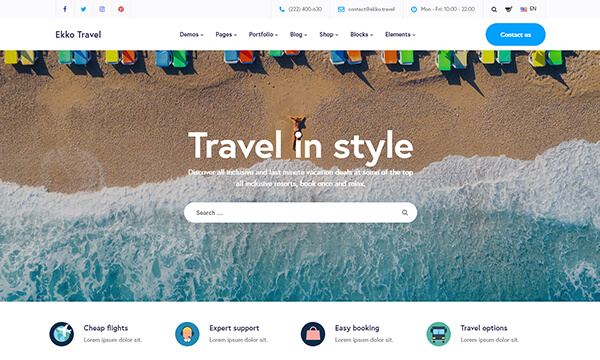 (222) 400-630 contact@ekko.travel Mon - Fri: 10:00 - 22:00 EN
Ekko Travel Demos Pages Portfolio Blog Shop Blocks Elements Contact us
Travel in style
Discover all inclusive and last minute vacation deals at some of the top
all inclusive resorts, book once and relax.
Search ...
Cheap flights Expert support Easy booking Travel options
Lorem ipsum dolor sit. Lorem ipsum dolor sit. Lorem ipsum dolor sit. Lorem ipsum dolor sit.